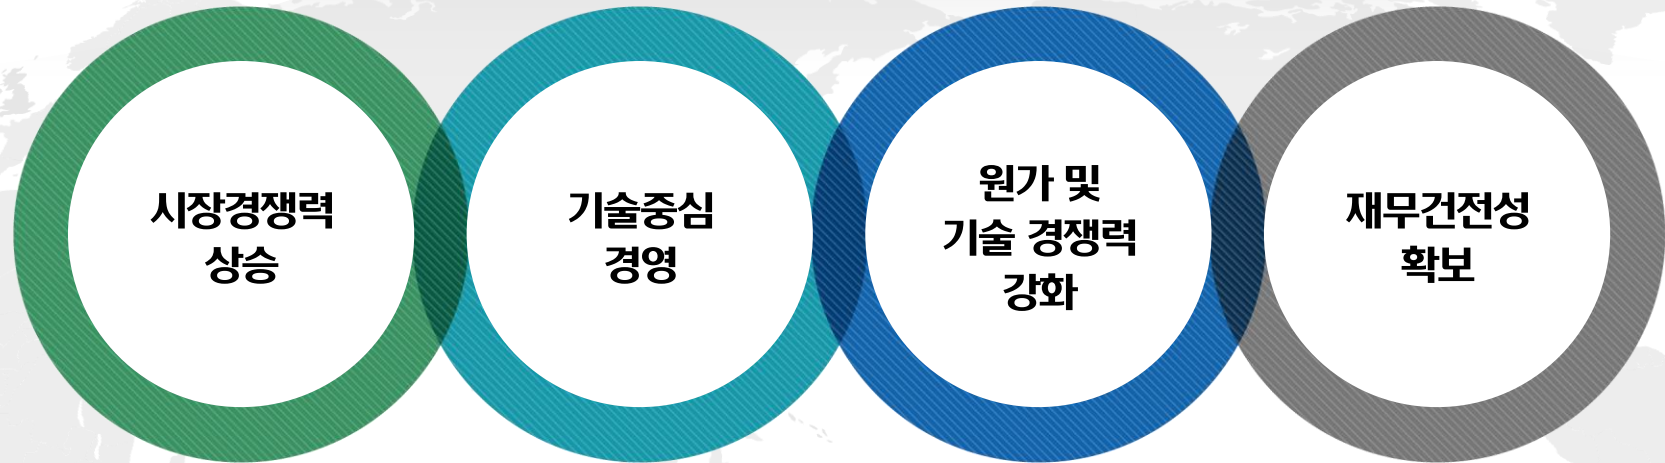 시장경쟁력
상승
기술중심
경영
원가 및
기술 경쟁력
강화
재무건전성
확보